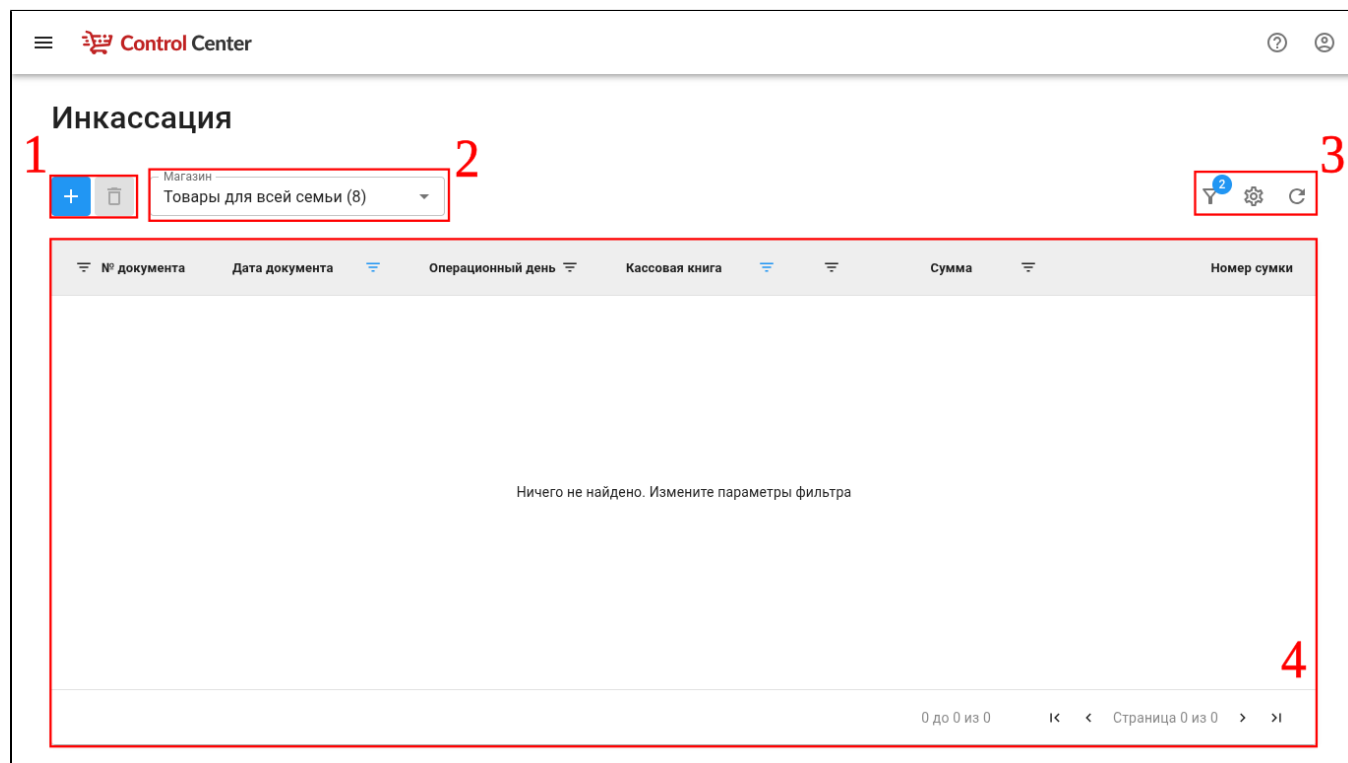 Control Center
Инкассация
1
2
3
Магазин
Товары для всей семьи (8)
2
№ документа Дата документа Операционный день Кассовая книга Сумма Номер сумки
Ничего не найдено. Измените параметры фильтра
4
0 до 0 из 0 Страница 0 из 0